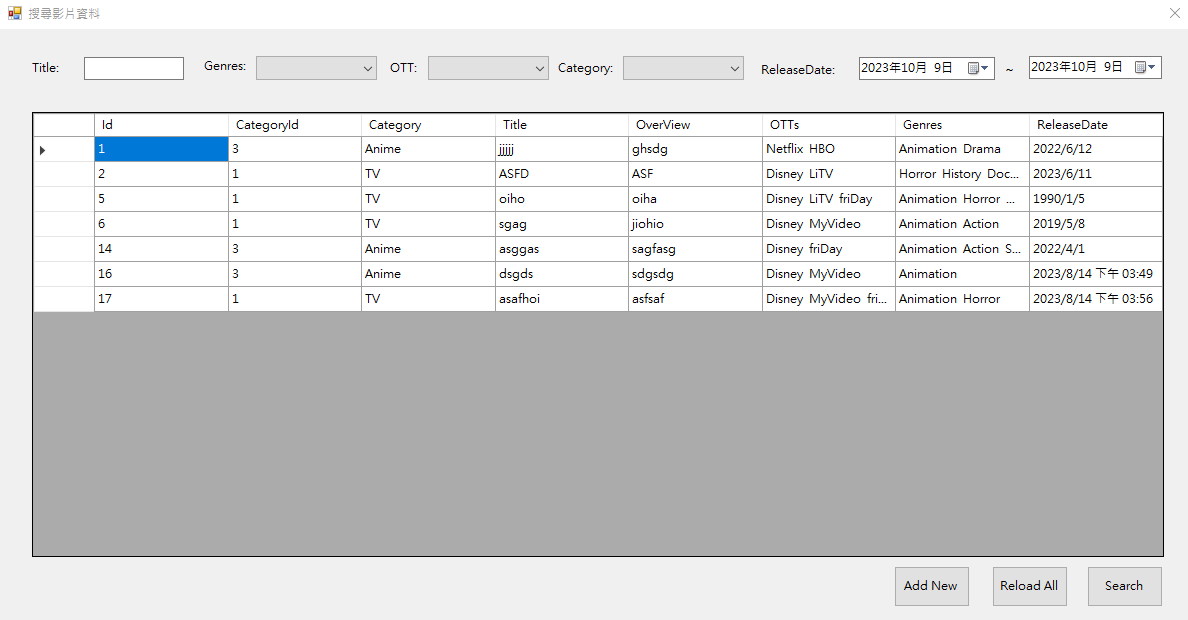 搜尋影片資料
Title: Genres: OTT: Category: ReleaseDate: 2023年10月 9日 ~ 2023年10月 9日
Id CategoryId Category Title OverView OTTs Genres ReleaseDate
1 3 Anime jjjjj ghsdg Netflix HBO Animation Drama 2022/6/12
2 1 TV ASFD ASF Disney LiTV Horror History Doc... 2023/6/11
5 1 TV oiho oiha Disney LiTV friDay Animation Horror ... 1990/1/5
6 1 TV sgag jiohio Disney MyVideo Animation Action 2019/5/8
14 3 Anime asggas sagfasg Disney friDay Animation Action S... 2022/4/1
16 3 Anime dsgds sdgsdg Disney MyVideo Animation 2023/8/14 下午 03:49
17 1 TV asafhoi asfsaf Disney MyVideo fri... Animation Horror 2023/8/14 下午 03:56
Add New Reload All Search